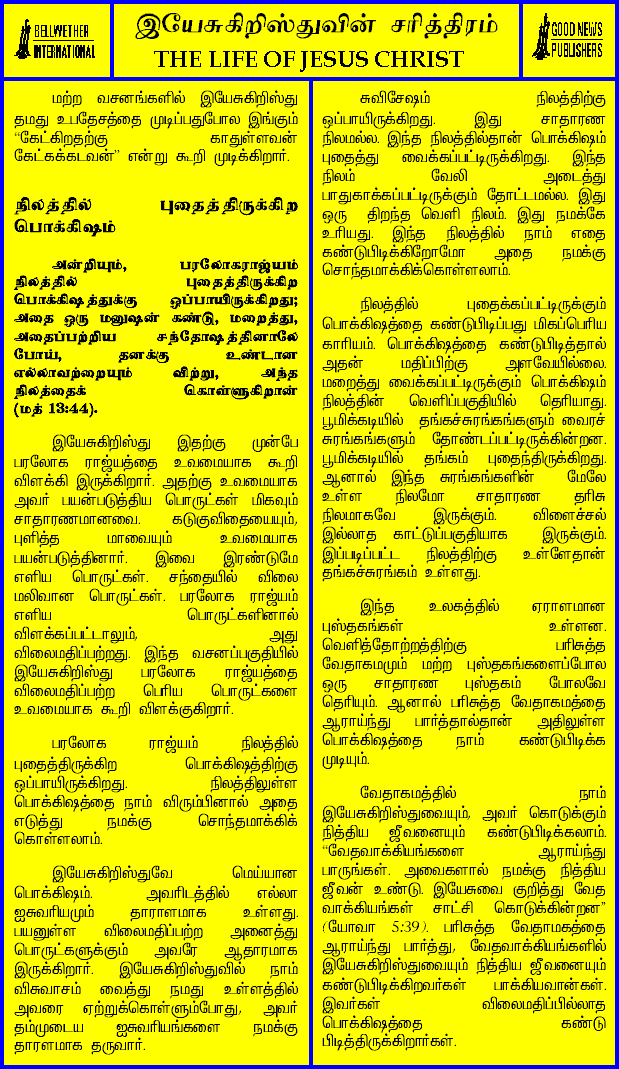 BELLWETHER
INTERNATIONAL
இயேசுகிறிஸ்துவின் சரித்திரம்
THE LIFE OF JESUS CHRIST
GOOD NEWS
PUBLISHERS
மற்ற வசனங்களில் இயேசுகிறிஸ்து
தமது உபதேசத்தை முடிப்பதுபோல இங்கும்
“கேட்கிறதற்கு காதுள்ளவன்
கேட்கக்கடவன்” என்று கூறி முடிக்கிறார்.
நிலத்தில் புதைத்திருக்கிற
பொக்கிஷம்
அன்றியும், பரலோகராஜ்யம்
நிலத்தில் புதைத்திருக்கிற
பொக்கிஷத்துக்கு ஒப்பாயிருக்கிறது;
அதை ஒரு மனுஷன் கண்டு, மறைத்து,
அதைப்பற்றிய சந்தோஷத்தினாலே
போய், தனக்கு உண்டான
எல்லாவற்றையும் விற்று, அந்த
நிலத்தைக் கொள்ளுகிறான்
(மத் 13:44).
இயேசுகிறிஸ்து இதற்கு முன்பே
பரலோக ராஜ்யத்தை உவமையாக கூறி
விளக்கி இருக்கிறார். அதற்கு உவமையாக
அவர் பயன்படுத்திய பொருட்கள் மிகவும்
சாதாரணமானவை. கடுகுவிதையையும்,
புளித்த மாவையும் உவமையாக
பயன்படுத்தினார். இவை இரண்டுமே
எளிய பொருட்கள். சந்தையில் விலை
மலிவான பொருட்கள். பரலோக ராஜ்யம்
எளிய பொருட்களினால்
விளக்கப்பட்டாலும், அது
விலைமதிப்பற்றது. இந்த வசனப்பகுதியில்
இயேசுகிறிஸ்து பரலோக ராஜ்யத்தை
விலைமதிப்பற்ற பெரிய பொருட்களை
உவமையாக கூறி விளக்குகிறார்.
பரலோக ராஜ்யம் நிலத்தில்
புதைத்திருக்கிற பொக்கிஷத்திற்கு
ஒப்பாயிருக்கிறது. நிலத்திலுள்ள
பொக்கிஷத்தை நாம் விரும்பினால் அதை
எடுத்து நமக்கு சொந்தமாக்கிக்
கொள்ளலாம்.
இயேசுகிறிஸ்துவே மெய்யான
பொக்கிஷம். அவரிடத்தில் எல்லா
ஐசுவரியமும் தாராளமாக உள்ளது.
பயனுள்ள விலைமதிப்பற்ற அனைத்து
பொருட்களுக்கும் அவரே ஆதாரமாக
இருக்கிறார். இயேசுகிறிஸ்துவில் நாம்
விசுவாசம் வைத்து நமது உள்ளத்தில்
அவரை ஏற்றுக்கொள்ளும்போது, அவர்
தம்முடைய ஐசுவரியங்களை நமக்கு
தாராளமாக தருவார்.
சுவிசேஷம் நிலத்திற்கு
ஒப்பாயிருக்கிறது. இது சாதாரண
நிலமல்ல. இந்த நிலத்தில்தான் பொக்கிஷம்
புதைத்து வைக்கப்பட்டிருக்கிறது. இந்த
நிலம் வேலி அடைத்து
பாதுகாக்கப்பட்டிருக்கும் தோட்டமல்ல. இது
ஒரு திறந்த வெளி நிலம். இது நமக்கே
உரியது. இந்த நிலத்தில் நாம் எதை
கண்டுபிடிக்கிறோமோ அதை நமக்கு
சொந்தமாக்கிக்கொள்ளலாம்.
நிலத்தில் புதைக்கப்பட்டிருக்கும்
பொக்கிஷத்தை கண்டுபிடிப்பது மிகப்பெரிய
காரியம். பொக்கிஷத்தை கண்டுபிடித்தால்
அதன் மதிப்பிற்கு அளவேயில்லை.
மறைத்து வைக்கப்பட்டிருக்கும் பொக்கிஷம்
நிலத்தின் வெளிப்பகுதியில் தெரியாது.
பூமிக்கடியில் தங்கச்சுரங்கங்களும் வைரச்
சுரங்கங்களும் தோண்டப்பட்டிருக்கின்றன.
பூமிக்கடியில் தங்கம் புதைந்திருக்கிறது.
ஆனால் இந்த சுரங்கங்களின் மேலே
உள்ள நிலமோ சாதாரண தரிசு
நிலமாகவே இருக்கும். விளைச்சல்
இல்லாத காட்டுப்பகுதியாக இருக்கும்.
இப்படிப்பட்ட நிலத்திற்கு உள்ளேதான்
தங்கச்சுரங்கம் உள்ளது.
இந்த உலகத்தில் ஏராளமான
புஸ்தகங்கள் உள்ளன.
வெளித்தோற்றத்திற்கு பரிசுத்த
வேதாகமமும் மற்ற புஸ்தகங்களைப்போல
ஒரு சாதாரண புஸ்தகம் போலவே
தெரியும். ஆனால் பரிசுத்த வேதாகமத்தை
ஆராய்ந்து பார்த்தால்தான் அதிலுள்ள
பொக்கிஷத்தை நாம் கண்டுபிடிக்க
முடியும்.
வேதாகமத்தில் நாம்
இயேசுகிறிஸ்துவையும், அவர் கொடுக்கும்
நித்திய ஜீவனையும் கண்டுபிடிக்கலாம்.
“வேதவாக்கியங்களை ஆராய்ந்து
பாருங்கள். அவைகளால் நமக்கு நித்திய
ஜீவன் உண்டு. இயேசுவை குறித்து வேத
வாக்கியங்கள் சாட்சி கொடுக்கின்றன”
(யோவா 5:39). பரிசுத்த வேதாமகத்தை
ஆராய்ந்து பார்த்து, வேதவாக்கியங்களில்
இயேசுகிறிஸ்துவையும் நித்திய ஜீவனையும்
கண்டுபிடிக்கிறவர்கள் பாக்கியவான்கள்.
இவர்கள் விலைமதிப்பில்லாத
பொக்கிஷத்தை கண்டு
பிடித்திருக்கிறார்கள்.